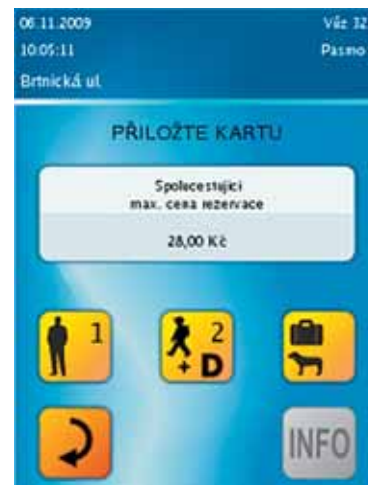 06.11.2009 Vůz 32
10:05:11 Pasmo
Brtnická ul.
PŘILOŽTE KARTU
Spolucestující
max. cena rezervace
28,00 Kč
1 2
+ D
INFO